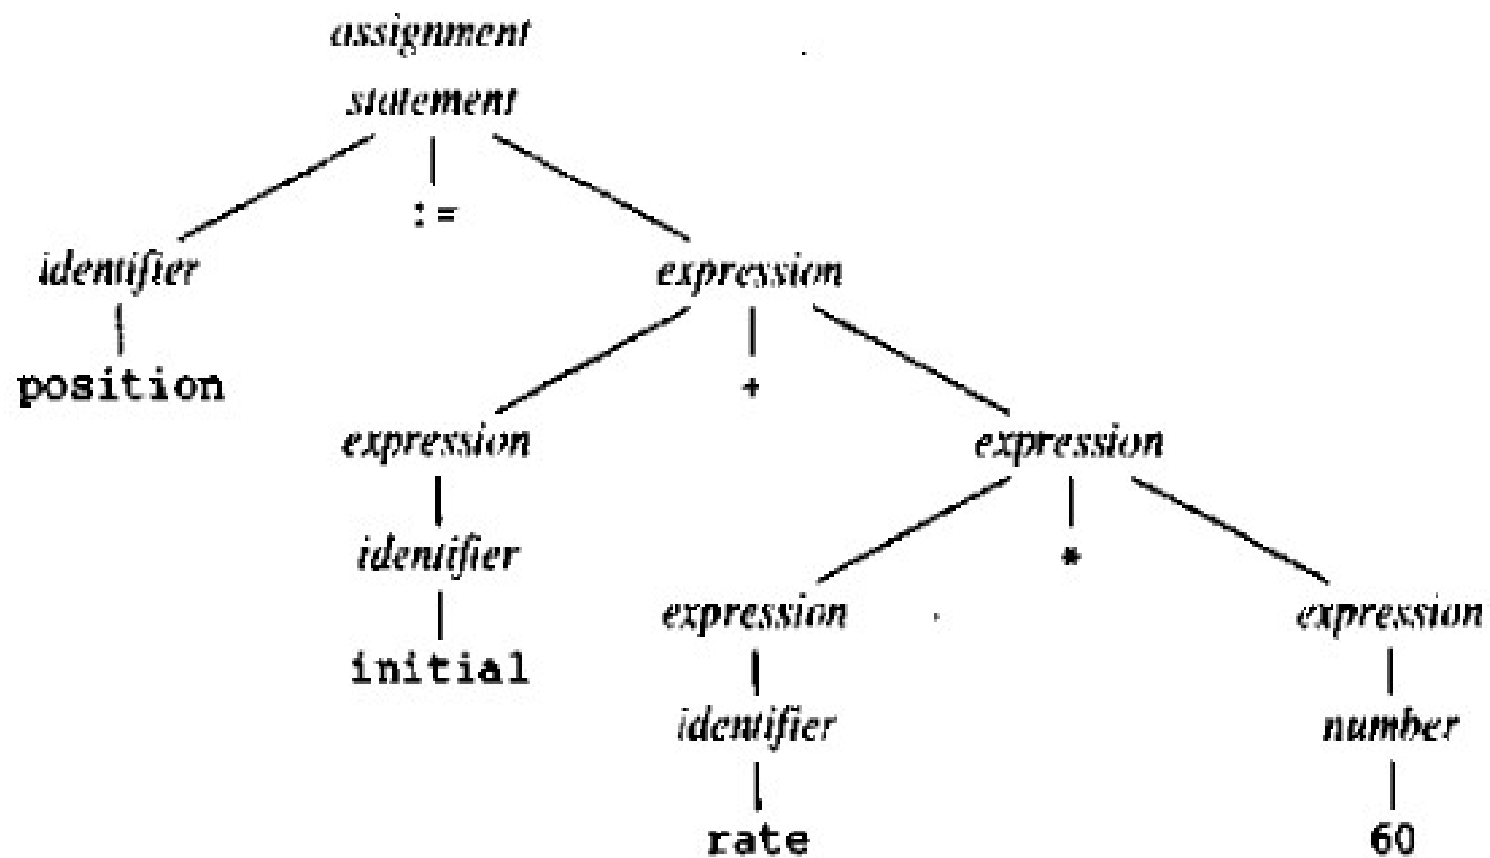 assignment
statement
:=
identifier expression
position +
expression expression
identifier *
expression expression
initial
identifier number
rate 60